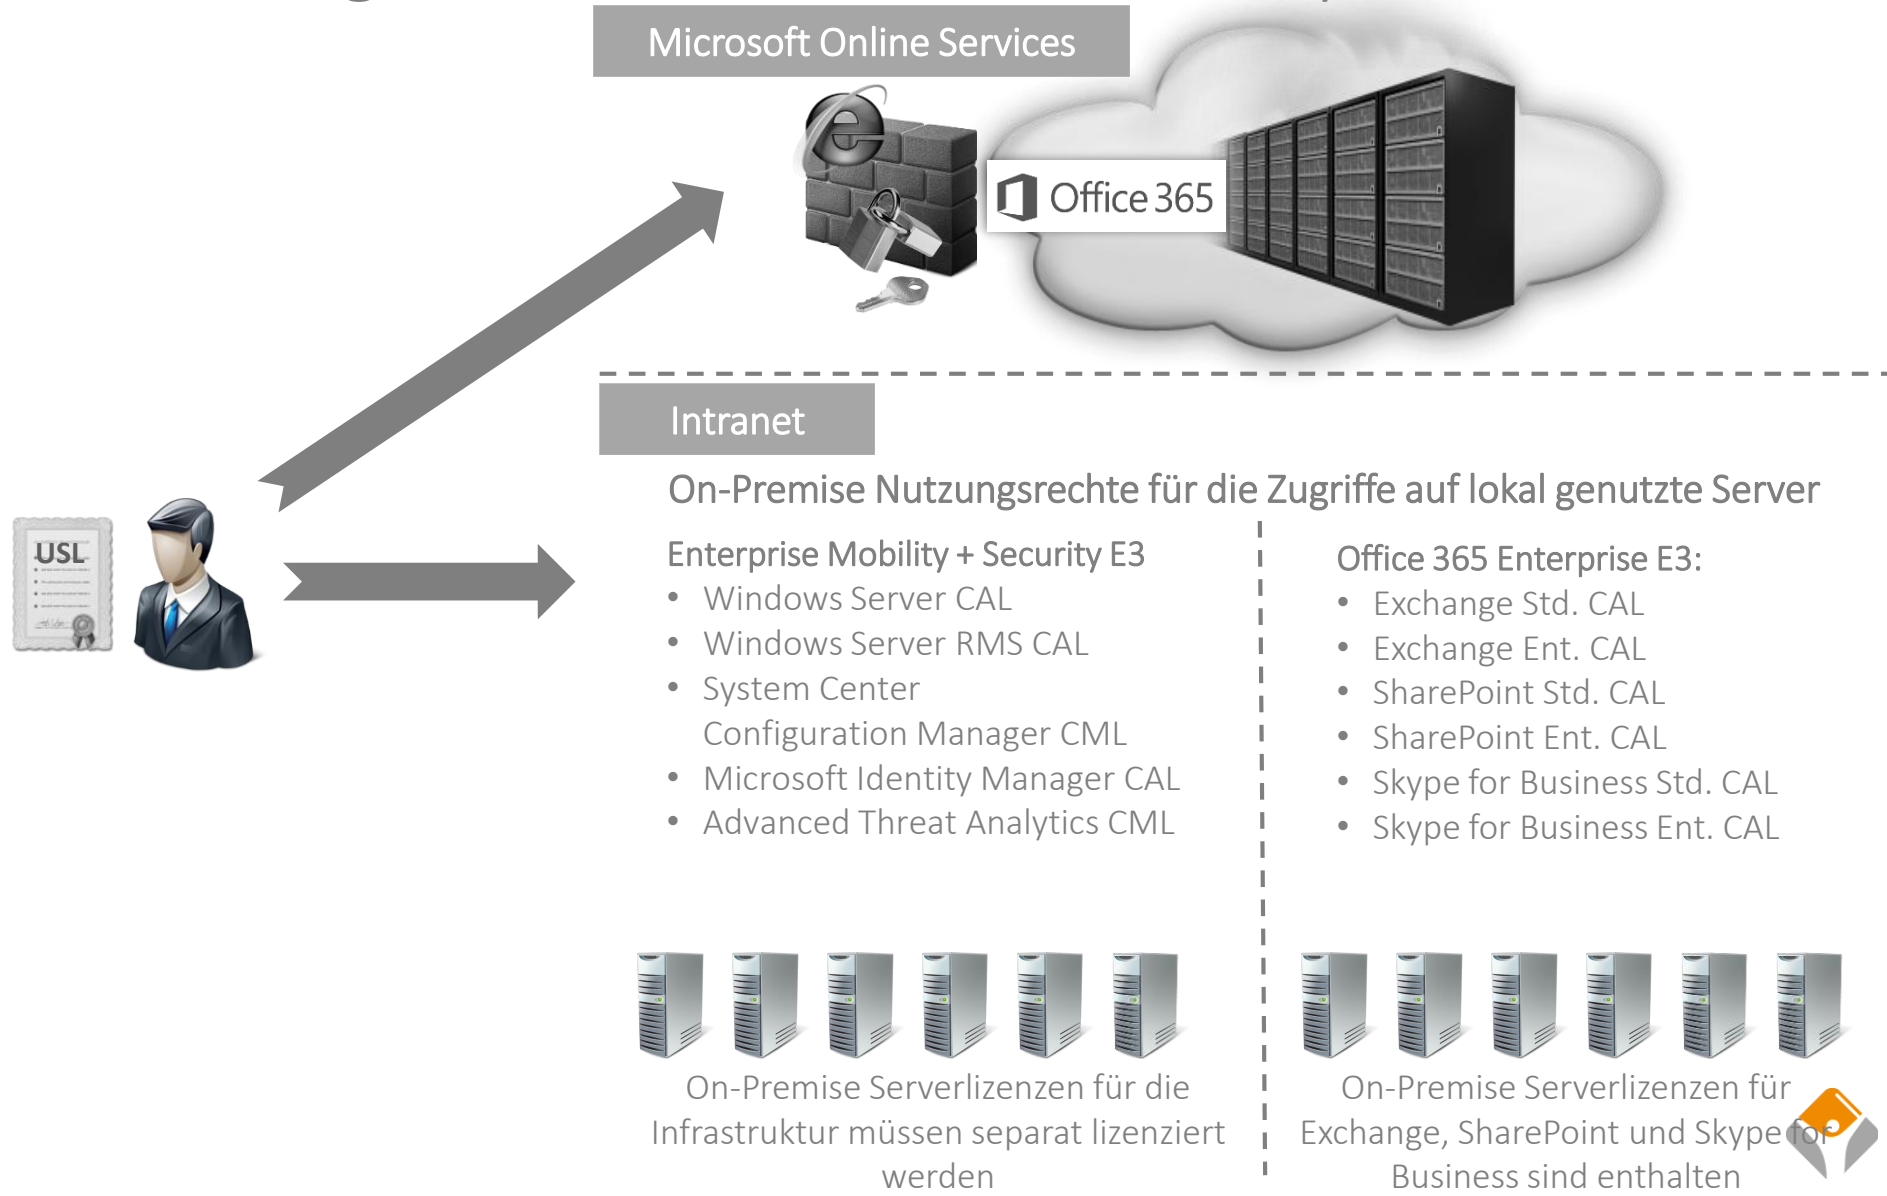 Microsoft Online Services
Office 365
Intranet
On-Premise Nutzungsrechte für die Zugriffe auf lokal genutzte Server
USL
Enterprise Mobility + Security E3
• Windows Server CAL
• Windows Server RMS CAL
• System Center
Configuration Manager CML
• Microsoft Identity Manager CAL
• Advanced Threat Analytics CML
Office 365 Enterprise E3:
• Exchange Std. CAL
• Exchange Ent. CAL
• SharePoint Std. CAL
• SharePoint Ent. CAL
• Skype for Business Std. CAL
• Skype for Business Ent. CAL
On-Premise Serverlizenzen für die
Infrastruktur müssen separat lizenziert
werden
On-Premise Serverlizenzen für
Exchange, SharePoint und Skype for
Business sind enthalten